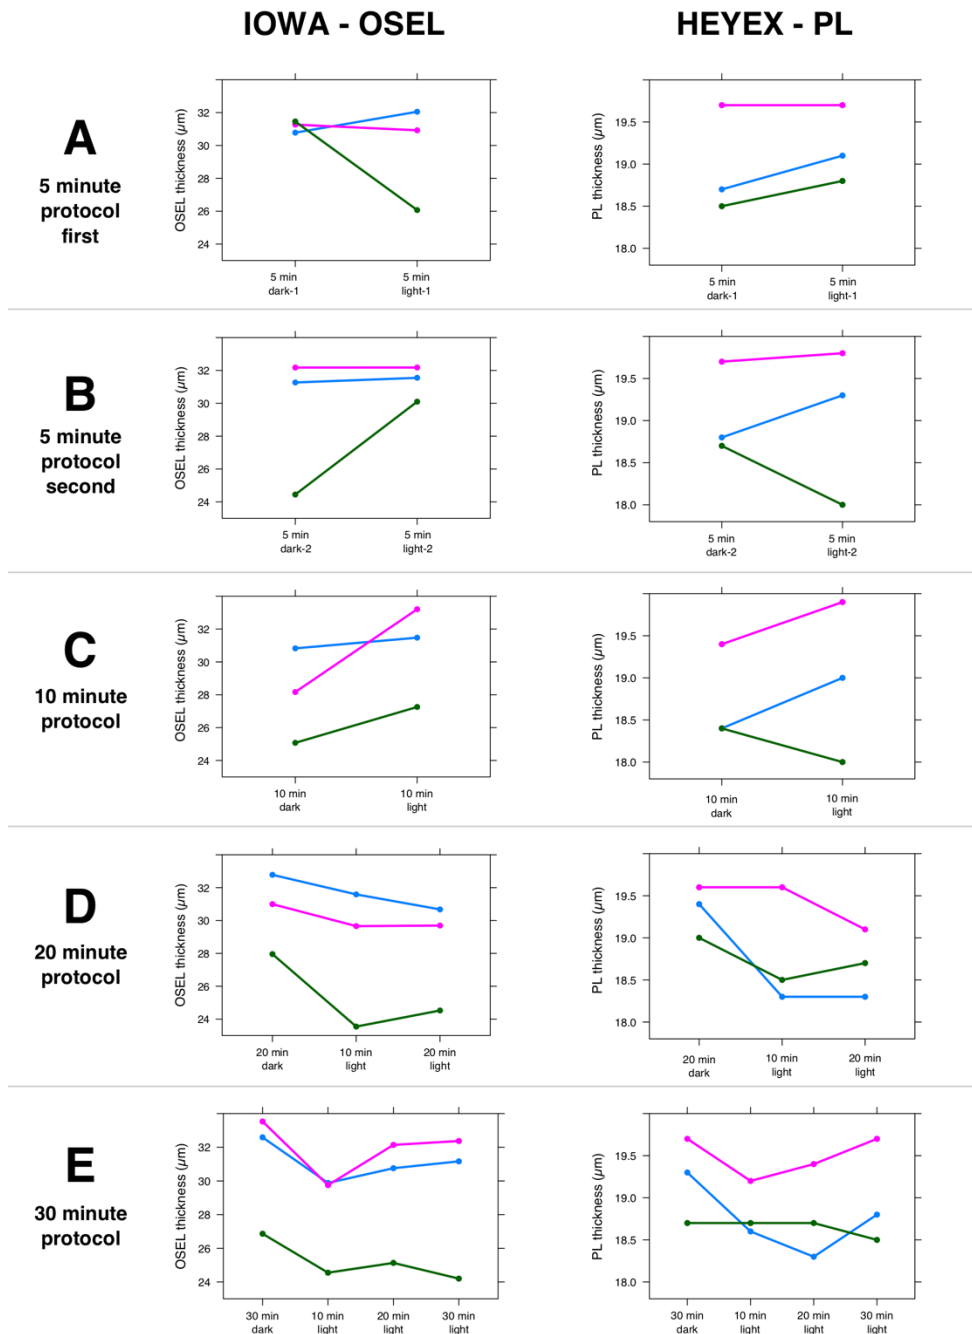 IOWA - OSEL
HEYEX - PL
A
5 minute
protocol
first
OSEL thickness (µm)
32
30
28
26
24
5 min
dark-1
5 min
light-1
PL thickness (µm)
19.5
19.0
18.5
18.0
5 min
dark-1
5 min
light-1
B
5 minute
protocol
second
OSEL thickness (µm)
32
30
28
26
24
5 min
dark-2
5 min
light-2
PL thickness (µm)
19.5
19.0
18.5
18.0
5 min
dark-2
5 min
light-2
C
10 minute
protocol
OSEL thickness (µm)
32
30
28
26
24
10 min
dark
10 min
light
PL thickness (µm)
19.5
19.0
18.5
18.0
10 min
dark
10 min
light
D
20 minute
protocol
OSEL thickness (µm)
32
30
28
26
24
20 min
dark
10 min
light
20 min
light
PL thickness (µm)
19.5
19.0
18.5
18.0
20 min
dark
10 min
light
20 min
light
E
30 minute
protocol
OSEL thickness (µm)
32
30
28
26
24
30 min
dark
10 min
light
20 min
light
30 min
light
PL thickness (µm)
19.5
19.0
18.5
18.0
30 min
dark
10 min
light
20 min
light
30 min
light